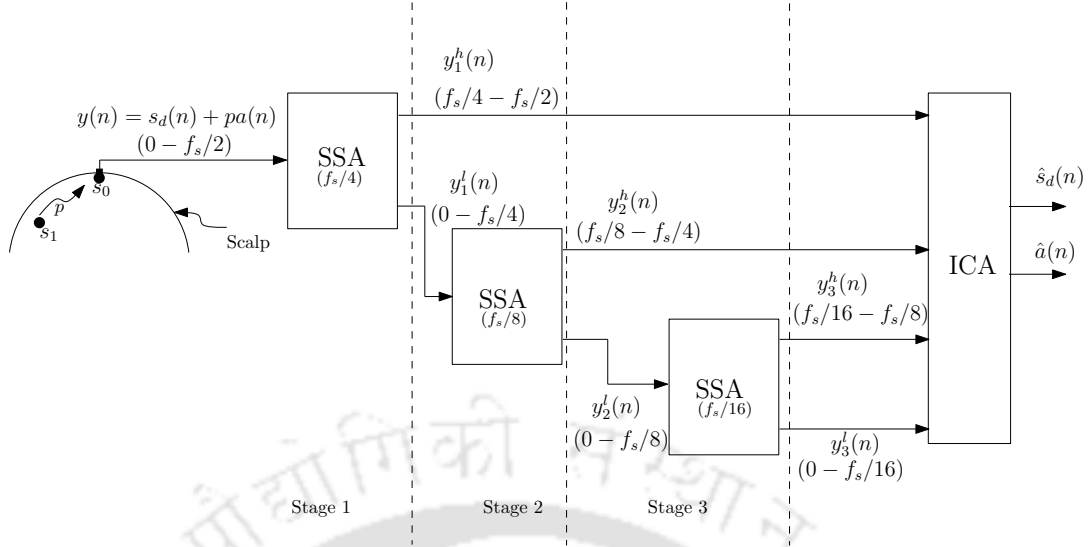 y_1^h(n)
(f_s/4 − f_s/2)
y(n) = s_d(n) + pa(n)
(0 − f_s/2)
SSA
(f_s/4)
s_0
p
s_1
Scalp
y_1^l(n)
(0 − f_s/4)
y_2^h(n)
(f_s/8 − f_s/4)
SSA
(f_s/8)
y_3^h(n)
(f_s/16 − f_s/8)
SSA
(f_s/16)
y_2^l(n)
(0 − f_s/8)
y_3^l(n)
(0 − f_s/16)
ICA
ŝ_d(n)
â(n)
Stage 1
Stage 2
Stage 3